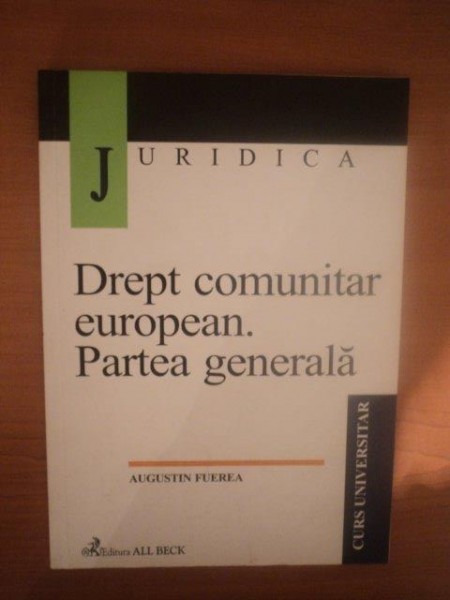 JURIDICA
Drept comunitar
european.
Partea generală
AUGUSTIN FUEREA
CURS UNIVERSITAR
Editura ALL BECK